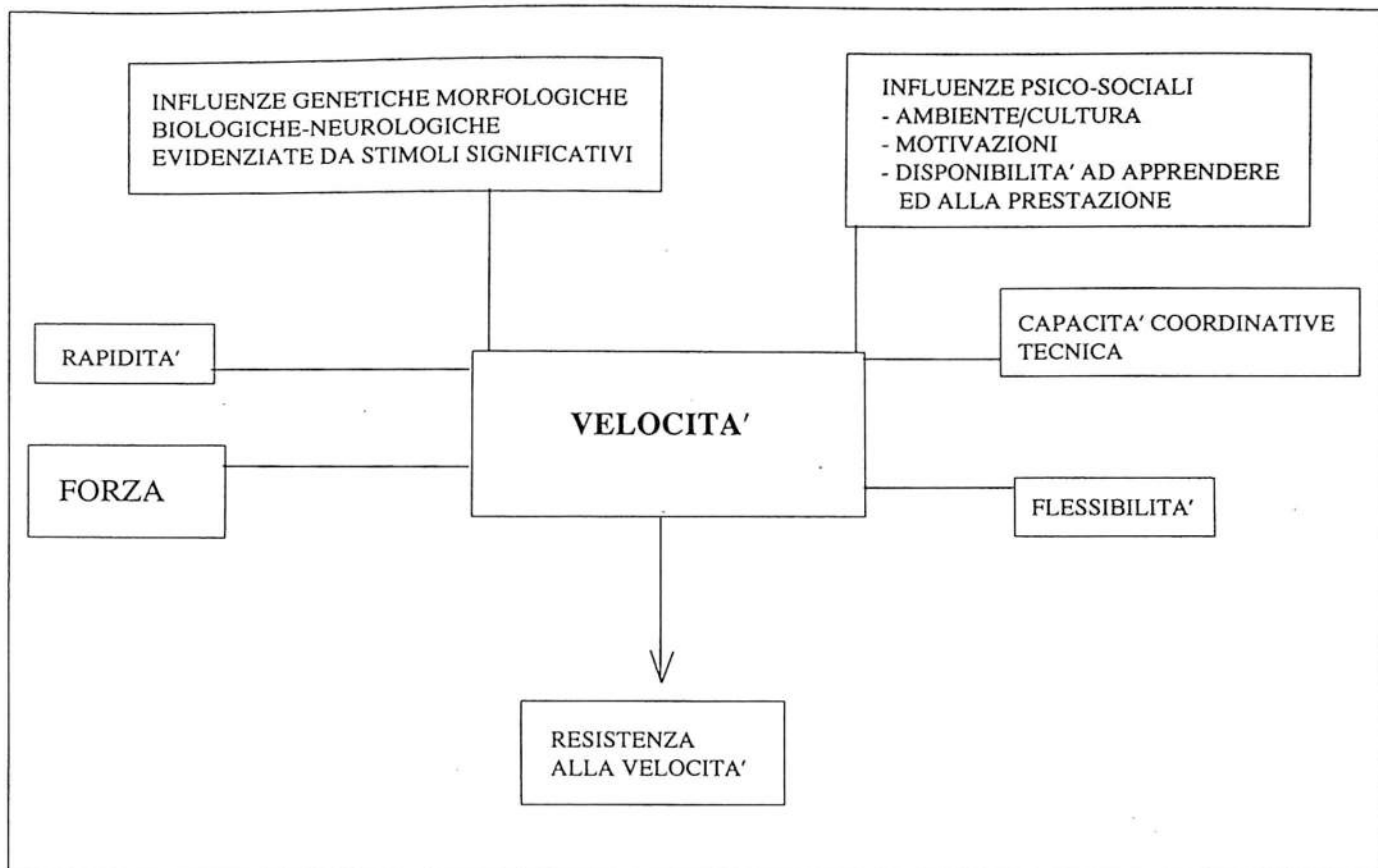 INFLUENZE GENETICHE MORFOLOGICHE
BIOLOGICHE-NEUROLOGICHE
EVIDENZIATE DA STIMOLI SIGNIFICATIVI
INFLUENZE PSICO-SOCIALI
- AMBIENTE/CULTURA
- MOTIVAZIONI
- DISPONIBILITA' AD APPRENDERE
ED ALLA PRESTAZIONE
RAPIDITA'
CAPACITA' COORDINATIVE
TECNICA
VELOCITA'
FORZA
FLESSIBILITA'
RESISTENZA
ALLA VELOCITA'